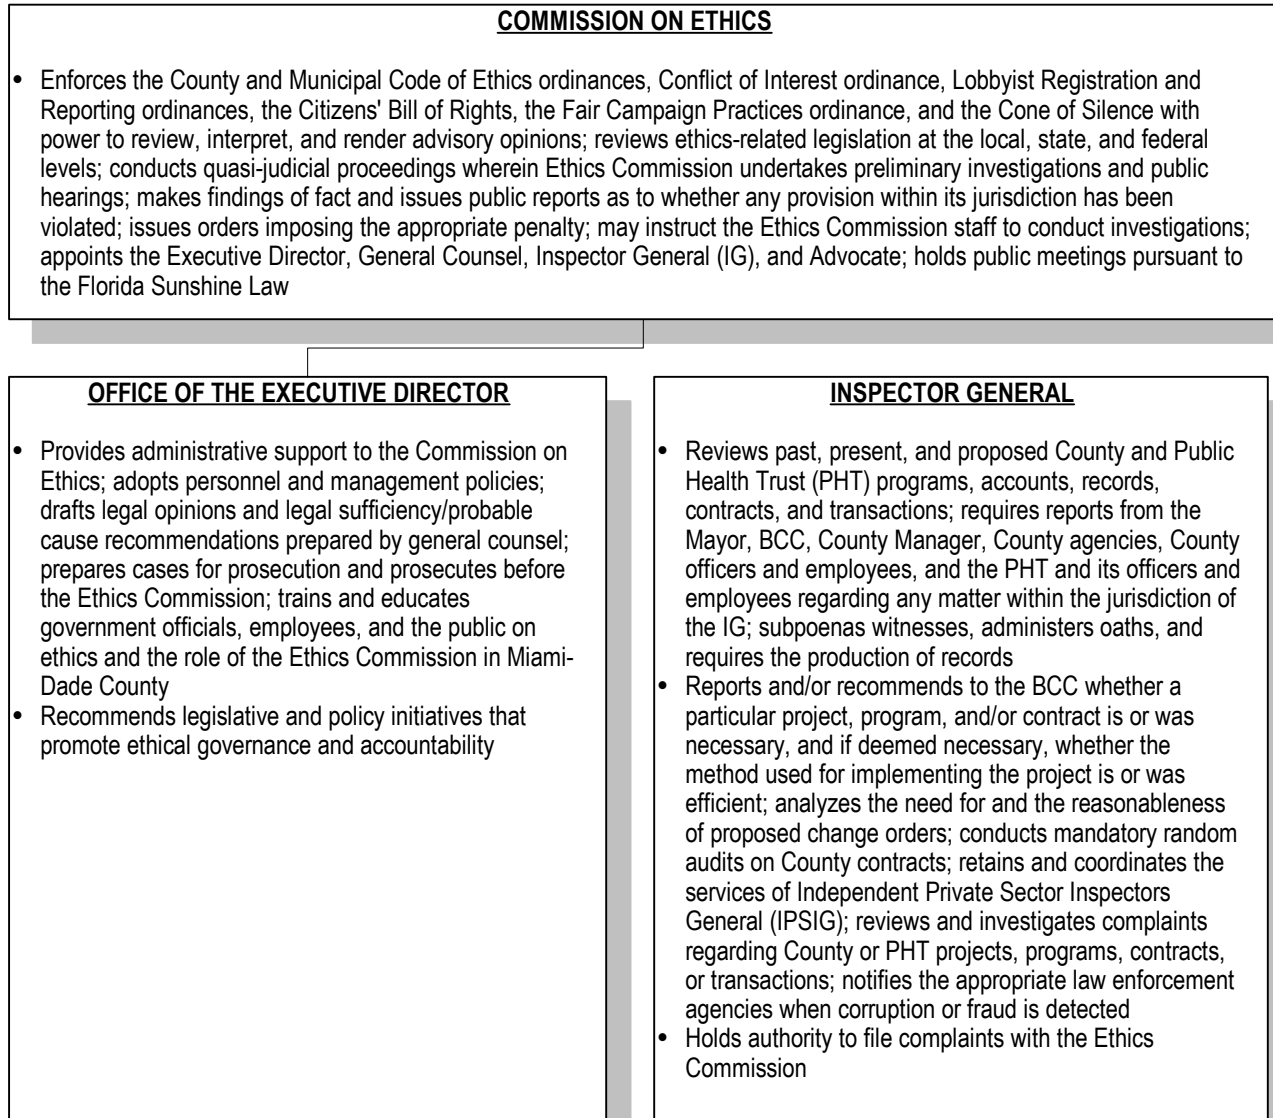 COMMISSION ON ETHICS
• Enforces the County and Municipal Code of Ethics ordinances, Conflict of Interest ordinance, Lobbyist Registration and
Reporting ordinances, the Citizens' Bill of Rights, the Fair Campaign Practices ordinance, and the Cone of Silence with
power to review, interpret, and render advisory opinions; reviews ethics-related legislation at the local, state, and federal
levels; conducts quasi-judicial proceedings wherein Ethics Commission undertakes preliminary investigations and public
hearings; makes findings of fact and issues public reports as to whether any provision within its jurisdiction has been
violated; issues orders imposing the appropriate penalty; may instruct the Ethics Commission staff to conduct investigations;
appoints the Executive Director, General Counsel, Inspector General (IG), and Advocate; holds public meetings pursuant to
the Florida Sunshine Law
OFFICE OF THE EXECUTIVE DIRECTOR
• Provides administrative support to the Commission on
Ethics; adopts personnel and management policies;
drafts legal opinions and legal sufficiency/probable
cause recommendations prepared by general counsel;
prepares cases for prosecution and prosecutes before
the Ethics Commission; trains and educates
government officials, employees, and the public on
ethics and the role of the Ethics Commission in Miami-
Dade County
• Recommends legislative and policy initiatives that
promote ethical governance and accountability
INSPECTOR GENERAL
• Reviews past, present, and proposed County and Public
Health Trust (PHT) programs, accounts, records,
contracts, and transactions; requires reports from the
Mayor, BCC, County Manager, County agencies, County
officers and employees, and the PHT and its officers and
employees regarding any matter within the jurisdiction of
the IG; subpoenas witnesses, administers oaths, and
requires the production of records
• Reports and/or recommends to the BCC whether a
particular project, program, and/or contract is or was
necessary, and if deemed necessary, whether the
method used for implementing the project is or was
efficient; analyzes the need for and the reasonableness
of proposed change orders; conducts mandatory random
audits on County contracts; retains and coordinates the
services of Independent Private Sector Inspectors
General (IPSIG); reviews and investigates complaints
regarding County or PHT projects, programs, contracts,
or transactions; notifies the appropriate law enforcement
agencies when corruption or fraud is detected
• Holds authority to file complaints with the Ethics
Commission